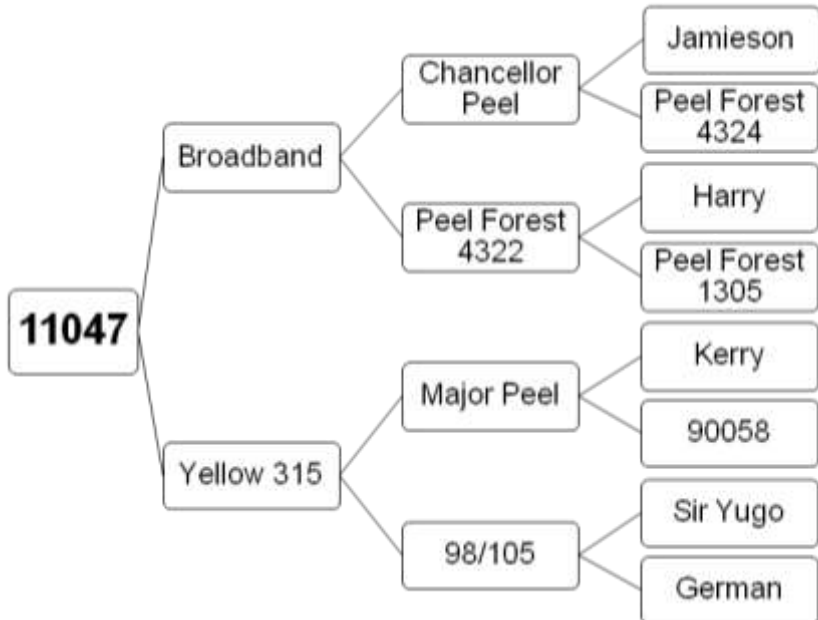 Jamieson
Chancellor
Peel
Peel Forest
4324
Broadband
Harry
Peel Forest
4322
Peel Forest
1305
11047
Kerry
Major Peel
90058
Yellow 315
Sir Yugo
98/105
German